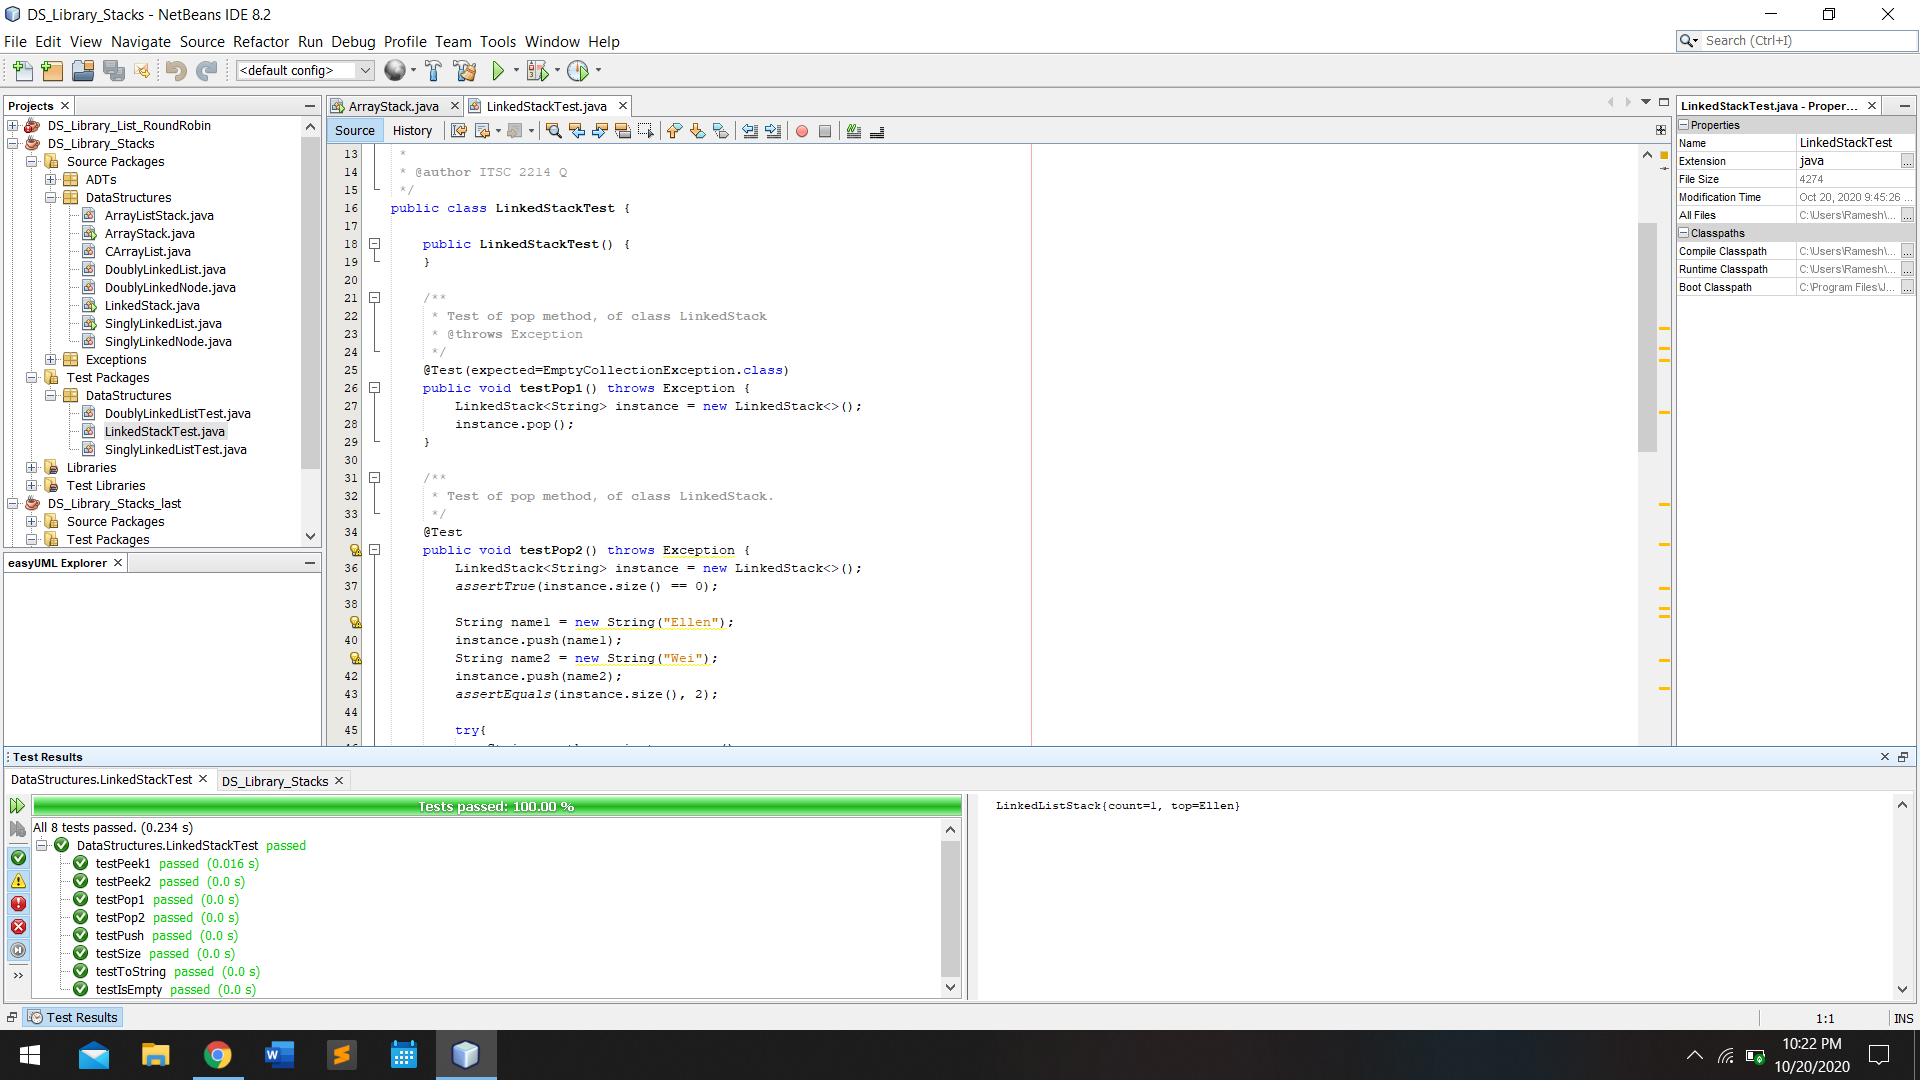 DS_Library_Stacks - NetBeans IDE 8.2
File Edit View Navigate Source Refactor Run Debug Profile Team Tools Window Help
Search (Ctrl+I)
<default config>
Projects
DS_Library_List_RoundRobin
DS_Library_Stacks
Source Packages
ADTs
DataStructures
ArrayListStack.java
ArrayStack.java
CArrayList.java
DoublyLinkedList.java
DoublyLinkedNode.java
LinkedStack.java
SinglyLinkedList.java
SinglyLinkedNode.java
Exceptions
Test Packages
DataStructures
DoublyLinkedListTest.java
LinkedStackTest.java
SinglyLinkedListTest.java
Libraries
Test Libraries
DS_Library_Stacks_last
Source Packages
Test Packages
easyUML Explorer
ArrayStack.java LinkedStackTest.java
Source History
13 *
14 * @author ITSC 2214 Q
15 */
16 public class LinkedStackTest {
17
18 public LinkedStackTest() {
19 }
20
21 /**
22 * Test of pop method, of class LinkedStack
23 * @throws Exception
24 */
25 @Test(expected=EmptyCollectionException.class)
26 public void testPop1() throws Exception {
27 LinkedStack<String> instance = new LinkedStack<>();
28 instance.pop();
29 }
30
31 /**
32 * Test of pop method, of class LinkedStack.
33 */
34 @Test
public void testPop2() throws Exception {
36 LinkedStack<String> instance = new LinkedStack<>();
37 assertTrue(instance.size() == 0);
38
String name1 = new String("Ellen");
40 instance.push(name1);
String name2 = new String("Wei");
42 instance.push(name2);
43 assertEquals(instance.size(), 2);
44
45 try{
LinkedStackTest.java - Proper...
Properties
Name LinkedStackTest
Extension java
File Size 4274
Modification Time Oct 20, 2020 9:45:26 ...
All Files C:\Users\Ramesh\...
Classpaths
Compile Classpath C:\Users\Ramesh\...
Runtime Classpath C:\Users\Ramesh\...
Boot Classpath C:\Program Files\J...
Test Results
DataStructures.LinkedStackTest DS_Library_Stacks
Tests passed: 100.00 %
All 8 tests passed. (0.234 s)
DataStructures.LinkedStackTest passed
testPeek1 passed (0.016 s)
testPeek2 passed (0.0 s)
testPop1 passed (0.0 s)
testPop2 passed (0.0 s)
testPush passed (0.0 s)
testSize passed (0.0 s)
testToString passed (0.0 s)
testIsEmpty passed (0.0 s)
LinkedListStack{count=1, top=Ellen}
Test Results
1:1 INS
10:22 PM
10/20/2020